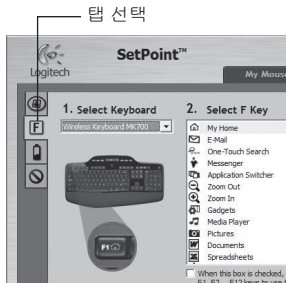 탭 선택
Logitech
SetPoint™
My Mouse
F
1. Select Keyboard
Wireless Keyboard MK700
F1
2. Select F Key
My Home
E-Mail
One-Touch Search
Messenger
Application Switcher
Zoom Out
Zoom In
Gadgets
Media Player
Pictures
Documents
Spreadsheets
When this box is checked,
F1, F2... F12 keys to use